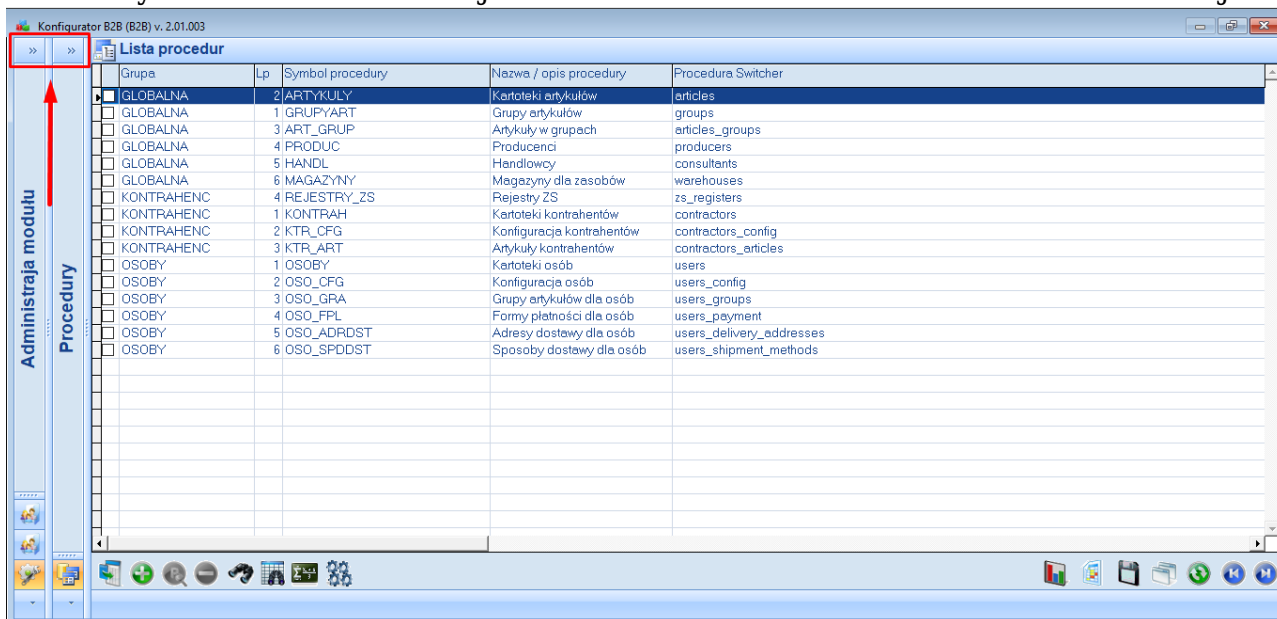 Konfigurator B2B (B2B) v. 2.01.003
» » Lista procedur
Grupa Lp Symbol procedury Nazwa / opis procedury Procedura Switcher
GLOBALNA 2 ARTYKULY Kartoteki artykułów articles
GLOBALNA 1 GRUPYART Grupy artykułów groups
GLOBALNA 3 ART_GRUP Artykuły w grupach articles_groups
GLOBALNA 4 PRODUC Producenci producers
GLOBALNA 5 HANDL Handlowcy consultants
GLOBALNA 6 MAGAZYNY Magazyny dla zasobów warehouses
KONTRAHENC 4 REJESTRY_ZS Rejestry ZS zs_registers
KONTRAHENC 1 KONTRAH Kartoteki kontrahentów contractors
KONTRAHENC 2 KTR_CFG Konfiguracja kontrahentów contractors_config
KONTRAHENC 3 KTR_ART Artykuły kontrahentów contractors_articles
OSOBY 1 OSOBY Kartoteki osób users
OSOBY 2 OSO_CFG Konfiguracja osób users_config
OSOBY 3 OSO_GRA Grupy artykułów dla osób users_groups
OSOBY 4 OSO_FPL Formy płatności dla osób users_payment
OSOBY 5 OSO_ADRDST Adresy dostawy dla osób users_delivery_addresses
OSOBY 6 OSO_SPDDST Sposoby dostawy dla osób users_shipment_methods
Administraja modułu
Procedury